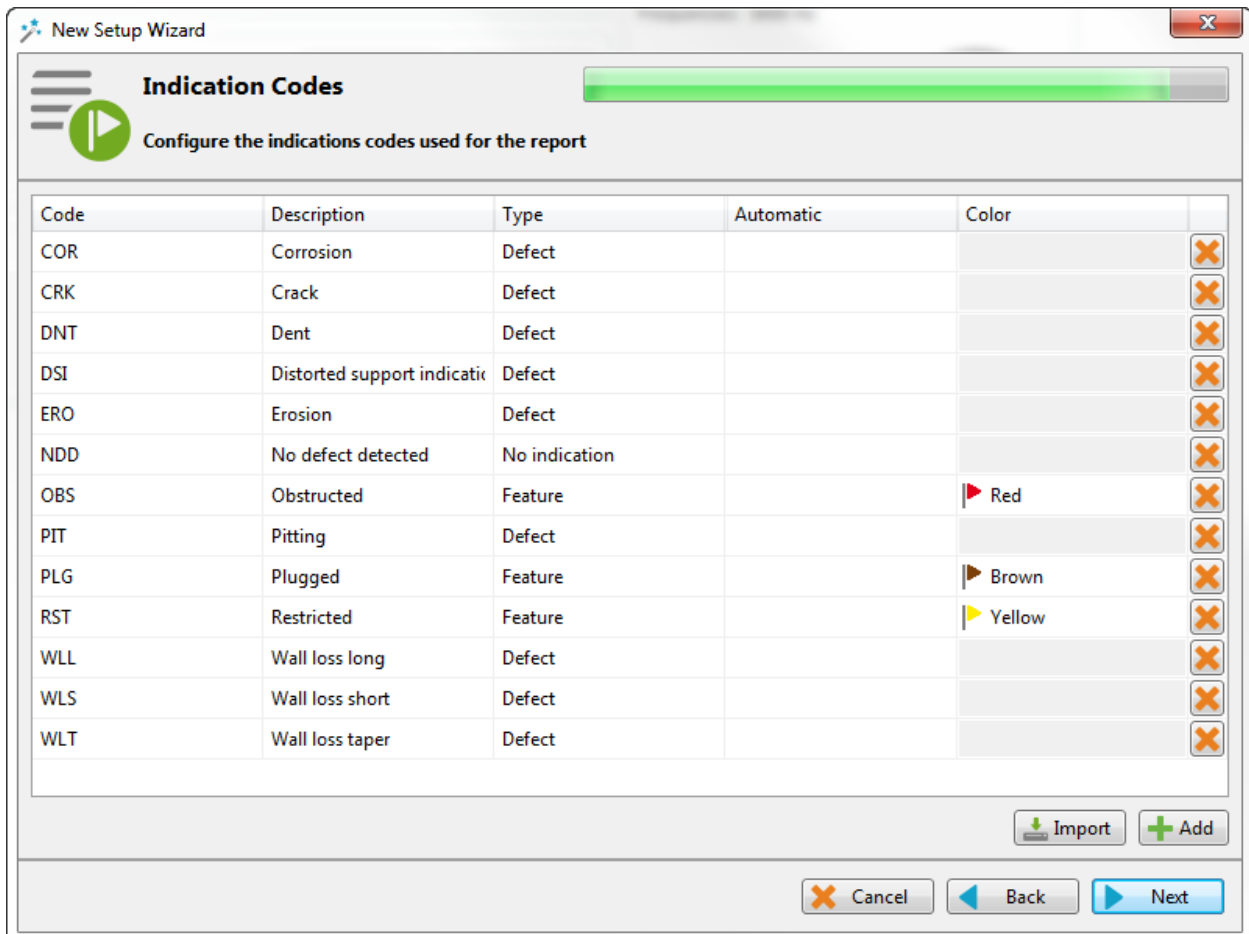 New Setup Wizard
Indication Codes
Configure the indications codes used for the report
Code Description Type Automatic Color
COR Corrosion Defect
CRK Crack Defect
DNT Dent Defect
DSI Distorted support indicatic Defect
ERO Erosion Defect
NDD No defect detected No indication
OBS Obstructed Feature Red
PIT Pitting Defect
PLG Plugged Feature Brown
RST Restricted Feature Yellow
WLL Wall loss long Defect
WLS Wall loss short Defect
WLT Wall loss taper Defect
Import Add
Cancel Back Next